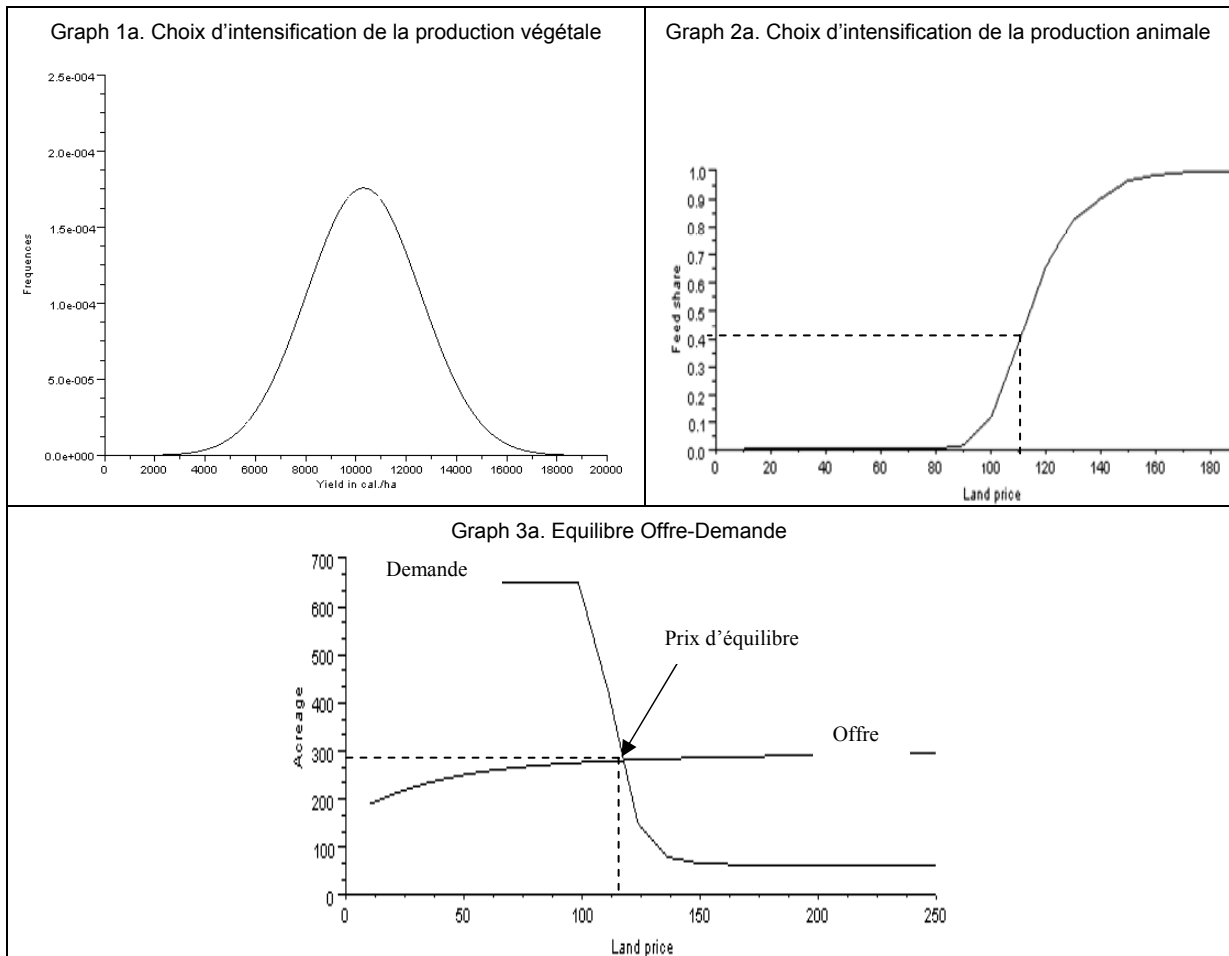 Graph 1a. Choix d'intensification de la production végétale
2.5e-004
2.0e-004
1.5e-004
1.0e-004
5.0e-005
0.0e+000
Frequences
0 2000 4000 6000 8000 10000 12000 14000 16000 18000 20000
Yield in cal./ha
Graph 2a. Choix d'intensification de la production animale
1.0
0.9
0.8
0.7
0.6
0.5
0.4
0.3
0.2
0.1
0.0
Feed share
0 20 40 60 80 100 120 140 160 180
Land price
Graph 3a. Equilibre Offre-Demande
700
600
500
400
300
200
100
0
Acreage
Demande
Prix d'équilibre
Offre
0 50 100 150 200 250
Land price